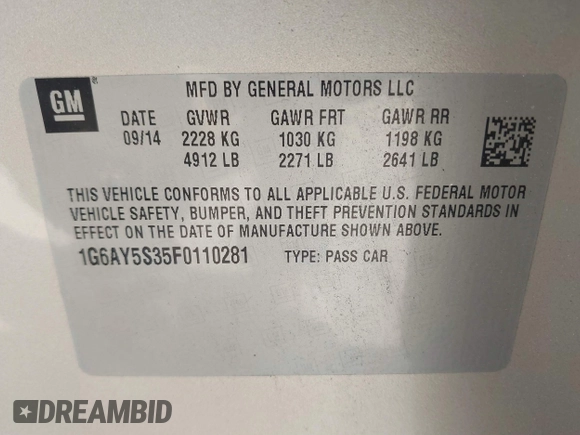 GM
MFD BY GENERAL MOTORS LLC
DATE GVWR GAWR FRT GAWR RR
09/14 2228 KG 1030 KG 1198 KG
4912 LB 2271 LB 2641 LB
THIS VEHICLE CONFORMS TO ALL APPLICABLE U.S. FEDERAL MOTOR
VEHICLE SAFETY, BUMPER, AND THEFT PREVENTION STANDARDS IN
EFFECT ON THE DATE OF MANUFACTURE SHOWN ABOVE.
1G6AY5S35F0110281 TYPE: PASS CAR
DREAMBID